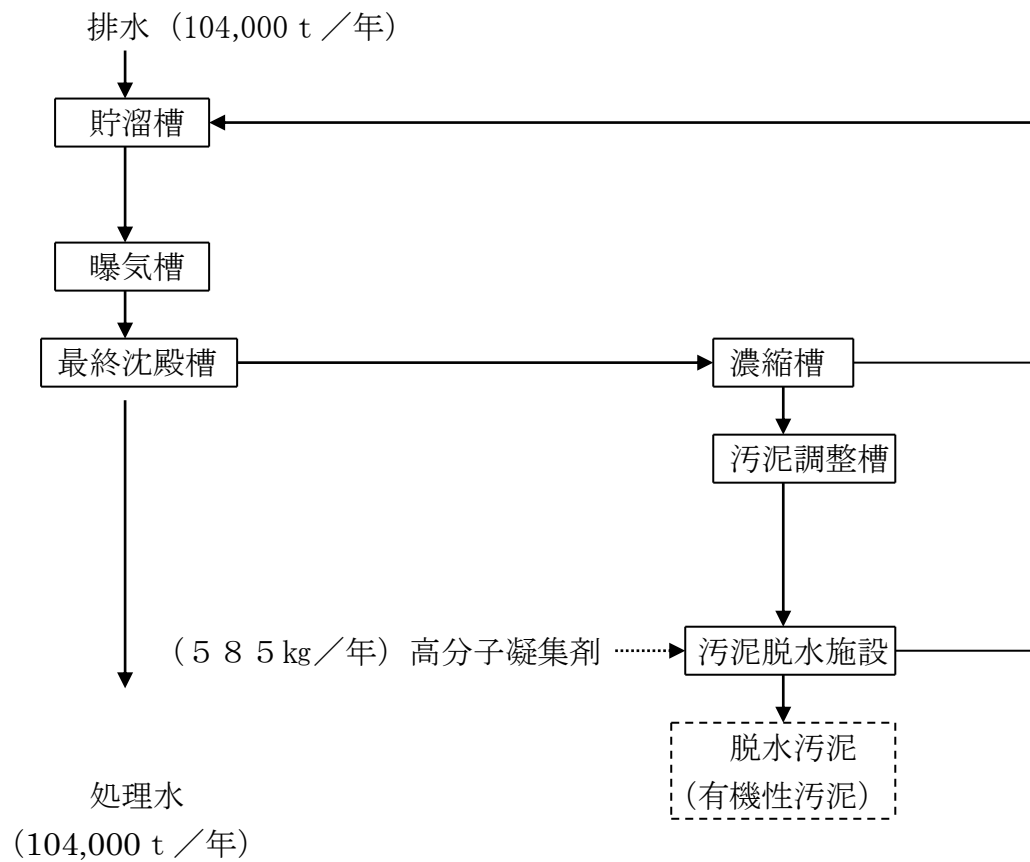 排水（104,000ｔ／年）
貯溜槽
曝気槽
最終沈殿槽
濃縮槽
汚泥調整槽
（５８５㎏／年）高分子凝集剤
汚泥脱水施設
脱水汚泥
（有機性汚泥）
処理水
（104,000ｔ／年）